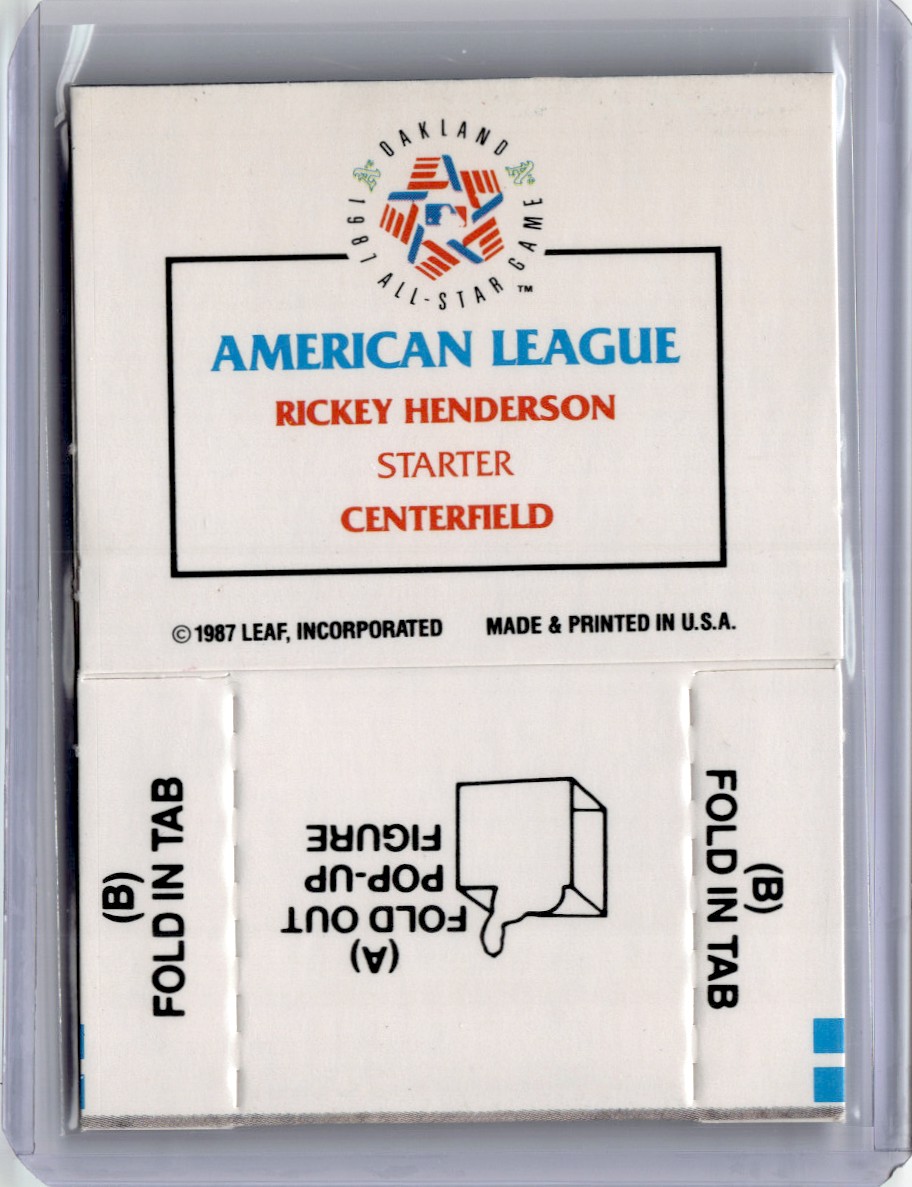 OAKLAND
1987 ALL-STAR GAME
™
AMERICAN LEAGUE
RICKEY HENDERSON
STARTER
CENTERFIELD
© 1987 LEAF, INCORPORATED MADE & PRINTED IN U.S.A.
(B)
FOLD IN TAB
(A)
FOLD OUT
POP-UP
FIGURE
(B)
FOLD IN TAB